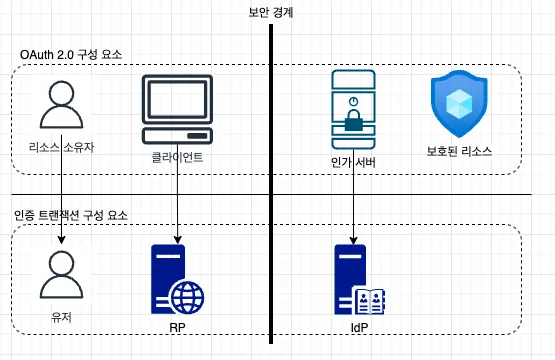 보안 경계
OAuth 2.0 구성 요소
리소스 소유자
클라이언트
인가 서버
보호된 리소스
인증 트랜잭션 구성 요소
유저
RP
IdP